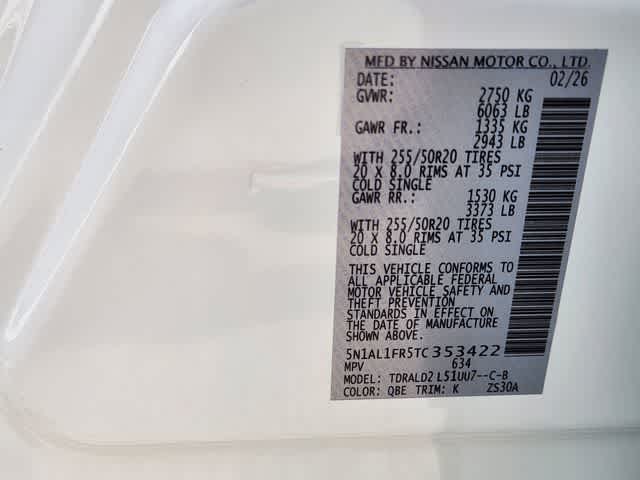 MFD BY NISSAN MOTOR CO., LTD.
DATE: 02/26
GVWR: 2750 KG
6063 LB
GAWR FR.: 1335 KG
2943 LB
WITH 255/50R20 TIRES
20 X 8.0 RIMS AT 35 PSI
COLD SINGLE
GAWR RR.: 1530 KG
3373 LB
WITH 255/50R20 TIRES
20 X 8.0 RIMS AT 35 PSI
COLD SINGLE
THIS VEHICLE CONFORMS TO
ALL APPLICABLE FEDERAL
MOTOR VEHICLE SAFETY AND
THEFT PREVENTION
STANDARDS IN EFFECT ON
THE DATE OF MANUFACTURE
5N1AL1FR5TC353422
MPV 634
MODEL: TDRALD2 L51UU7--C-B
COLOR: QBE TRIM: K ZS30A